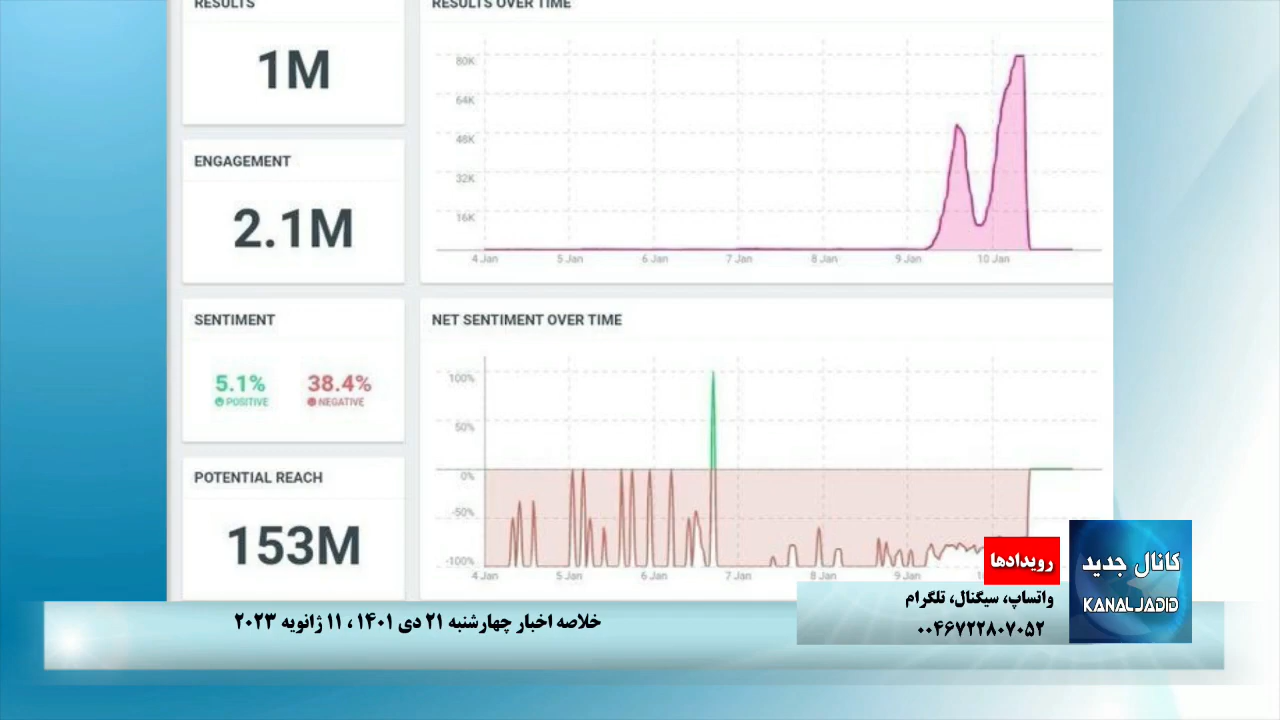 RESULTS
1M
ENGAGEMENT
2.1M
SENTIMENT
5.1%
POSITIVE
38.4%
NEGATIVE
POTENTIAL REACH
153M
RESULTS OVER TIME
80K
64K
48K
32K
16K
4 Jan 5 Jan 6 Jan 7 Jan 8 Jan 9 Jan 10 Jan
NET SENTIMENT OVER TIME
100%
50%
0%
-50%
-100%
4 Jan 5 Jan 6 Jan 7 Jan 8 Jan 9 Jan
رویدادها
کانال جدید
KANAL JADID
واتساپ، سیگنال، تلگرام
۰۰۴۶۷۲۲۸۰۷۰۵۲
خلاصه اخبار چهارشنبه ۲۱ دی ۱۴۰۱ ، ۱۱ ژانویه ۲۰۲۳